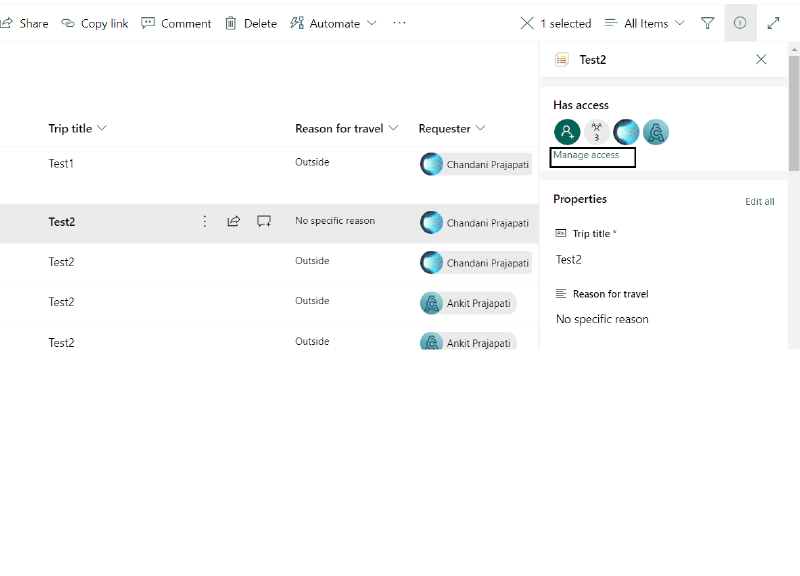 Share Copy link Comment Delete Automate ··· 1 selected All Items
Test2
Has access
3
Manage access
Trip title Reason for travel Requester
Test1 Outside Chandani Prajapati
Test2 No specific reason Chandani Prajapati
Test2 Outside Chandani Prajapati
Test2 Outside Ankit Prajapati
Test2 Outside Ankit Prajapati
Properties Edit all
Abc Trip title *
Test2
Reason for travel
No specific reason